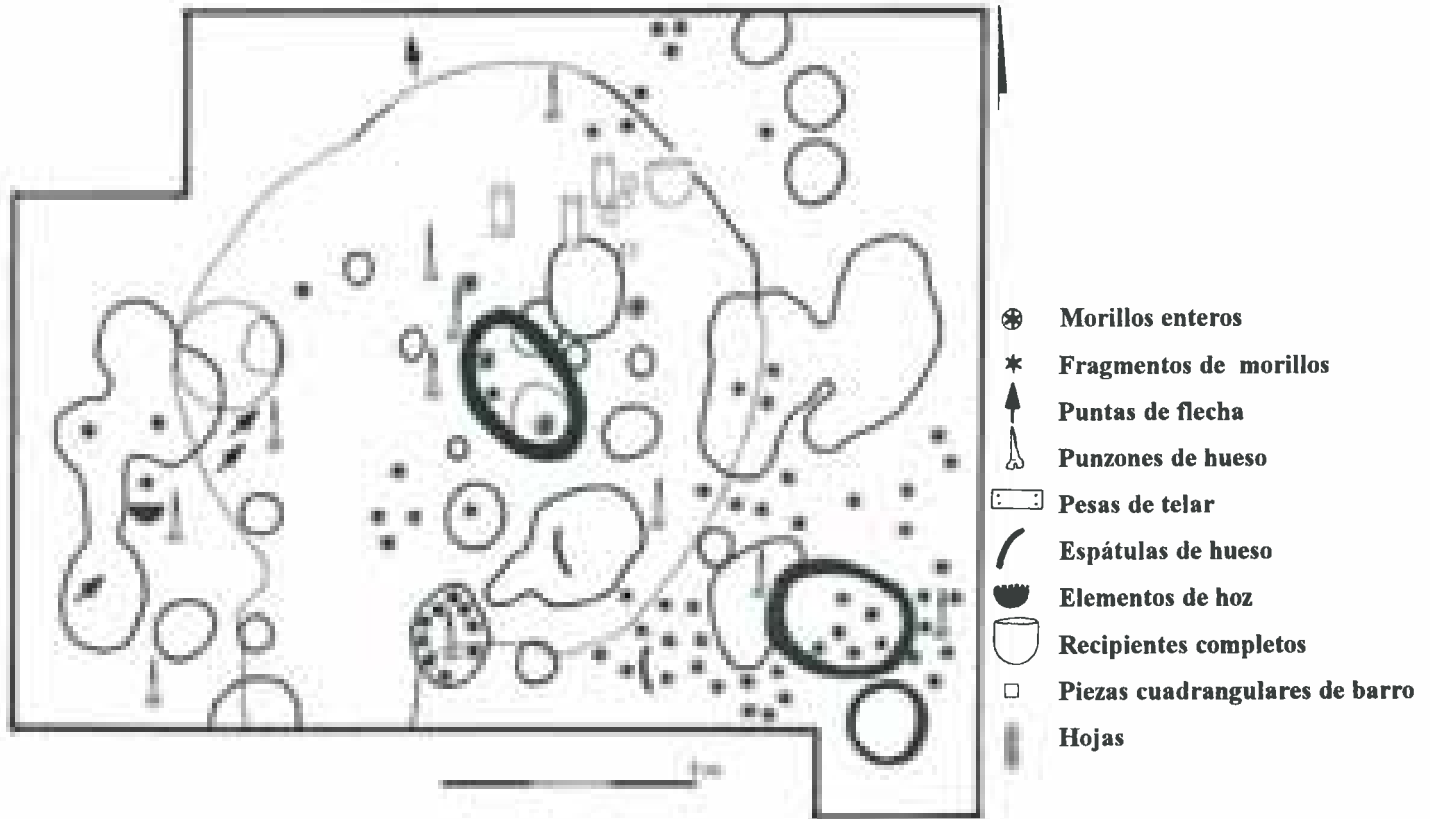 Morillos enteros
Fragmentos de morillos
Puntas de flecha
Punzones de hueso
Pesas de telar
Espátulas de hueso
Elementos de hoz
Recipientes completos
Piezas cuadrangulares de barro
Hojas